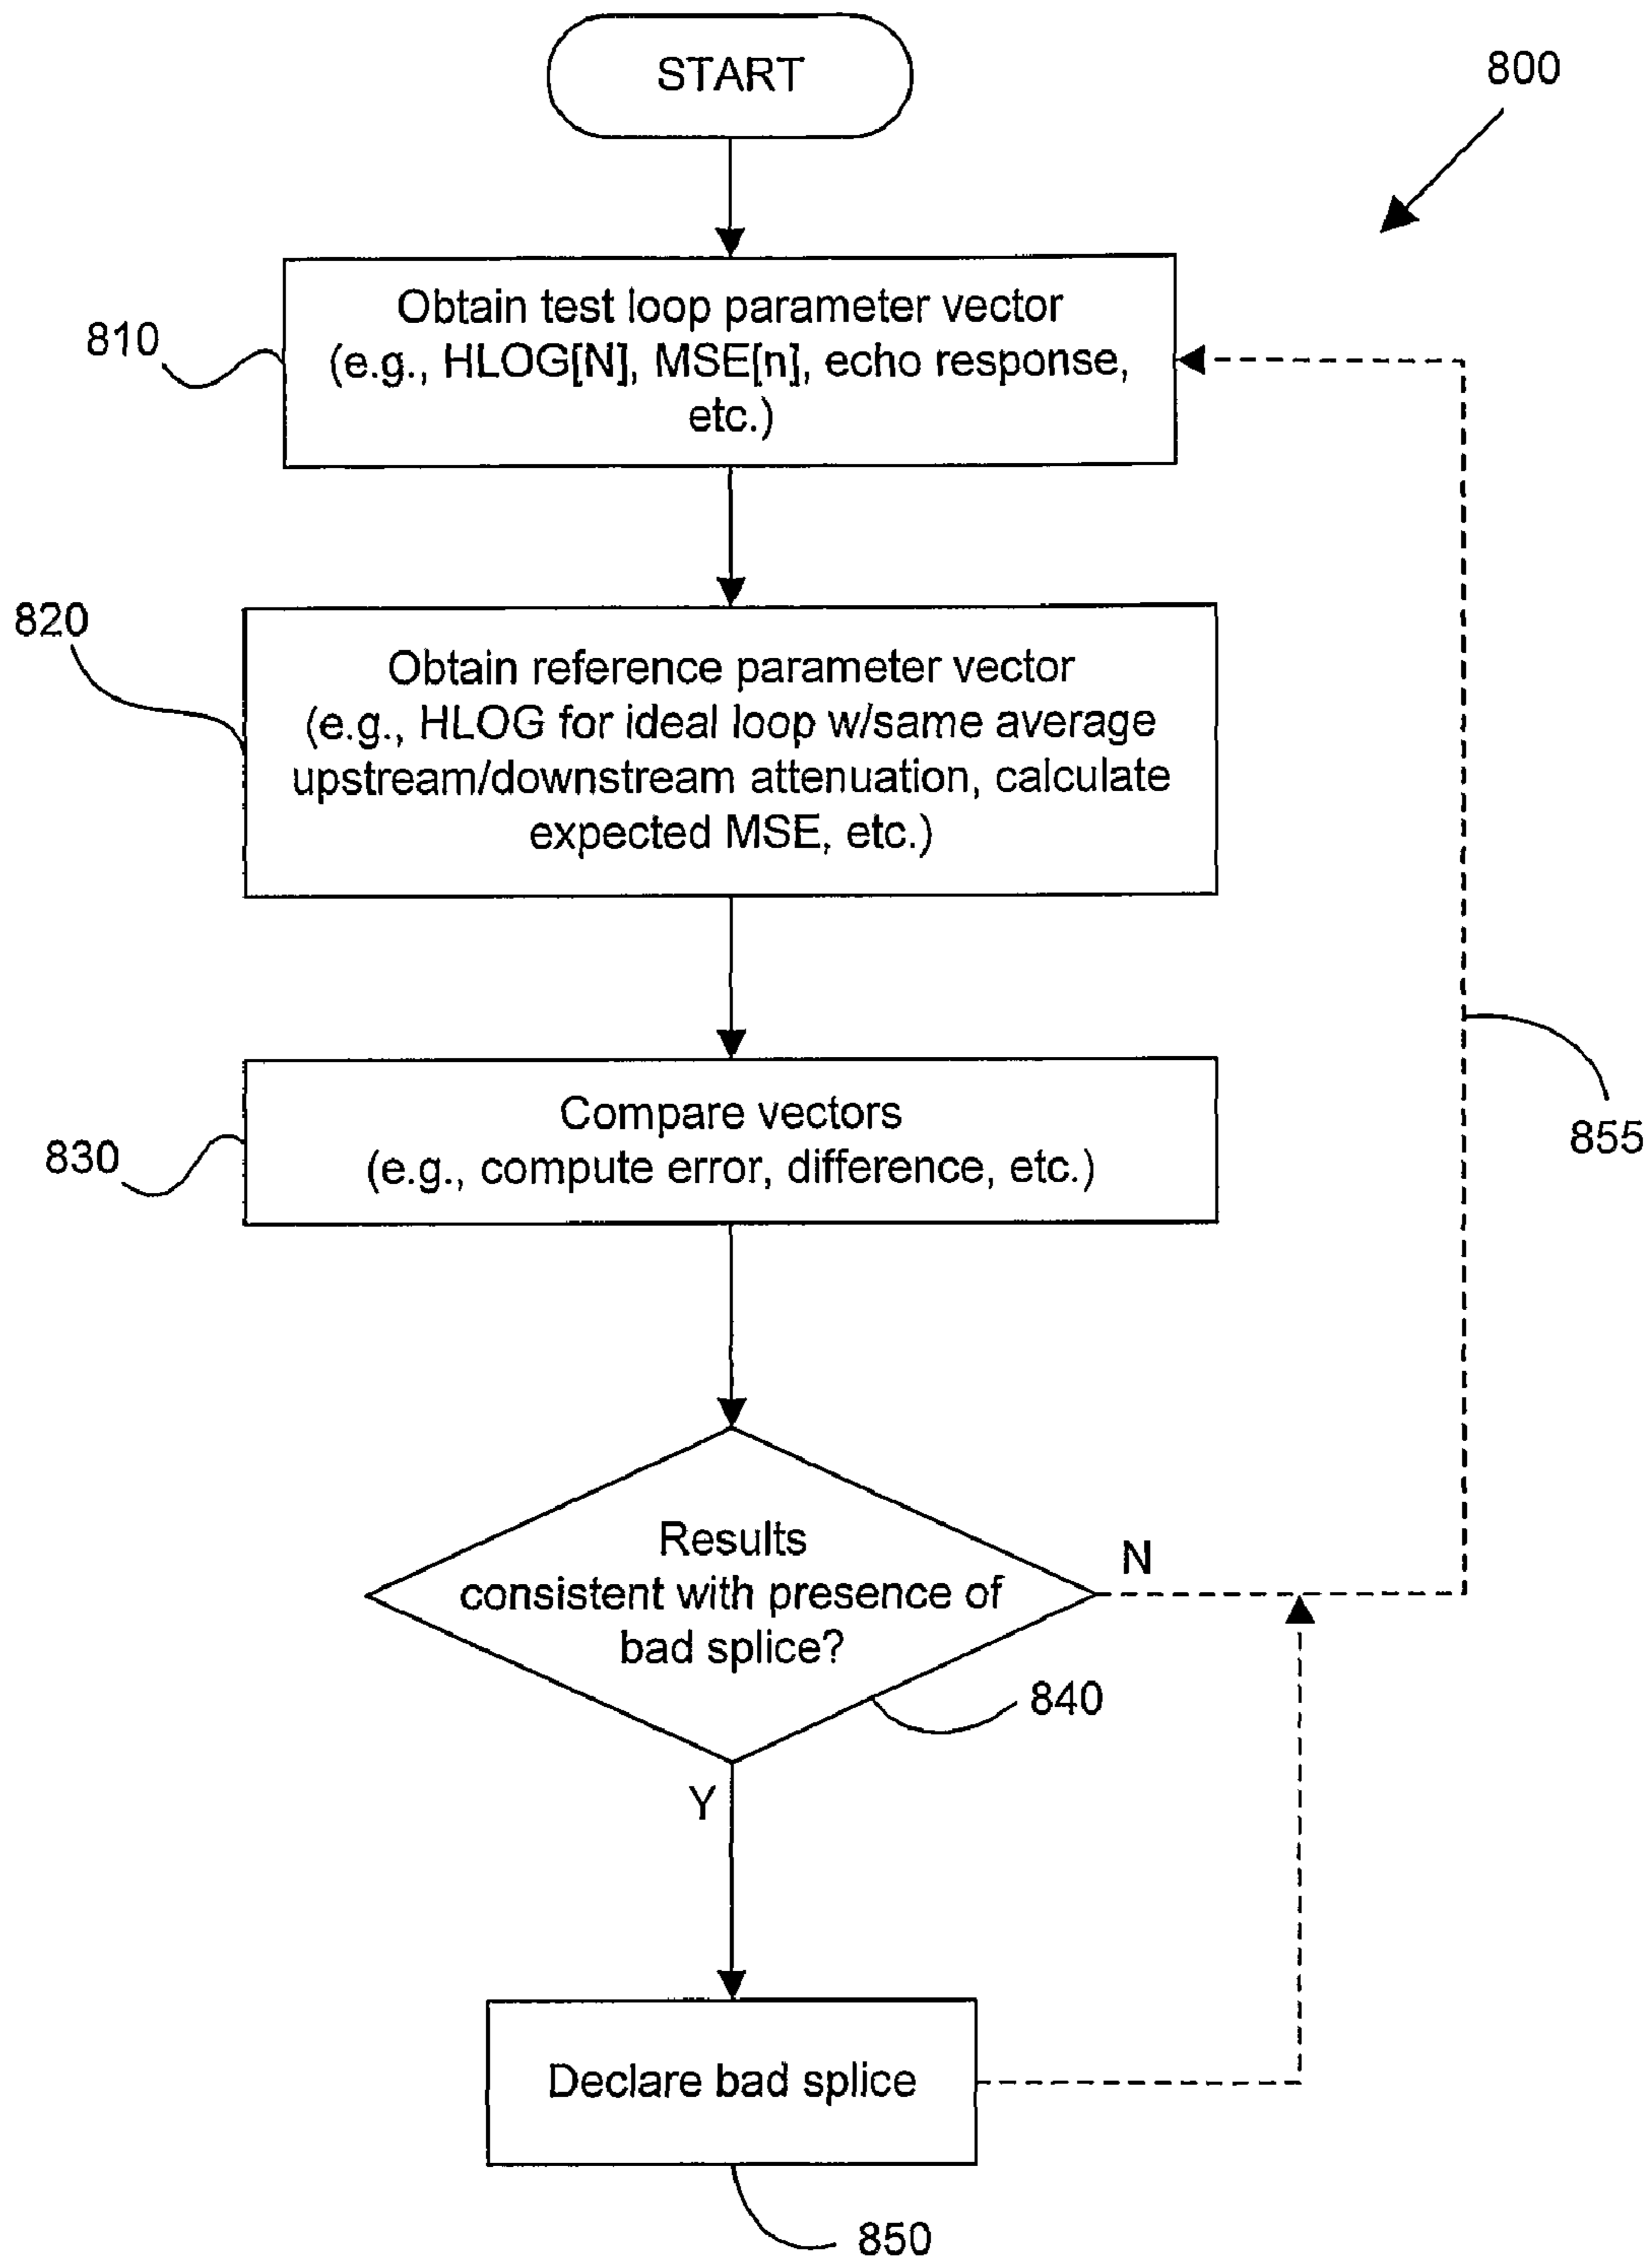 START
800
810
Obtain test loop parameter vector
(e.g., HLOG[N], MSE[n], echo response,
etc.)
820
Obtain reference parameter vector
(e.g., HLOG for ideal loop w/same average
upstream/downstream attenuation, calculate
expected MSE, etc.)
830
Compare vectors
(e.g., compute error, difference, etc.)
855
Results
consistent with presence of
bad splice?
N
840
Y
Declare bad splice
850